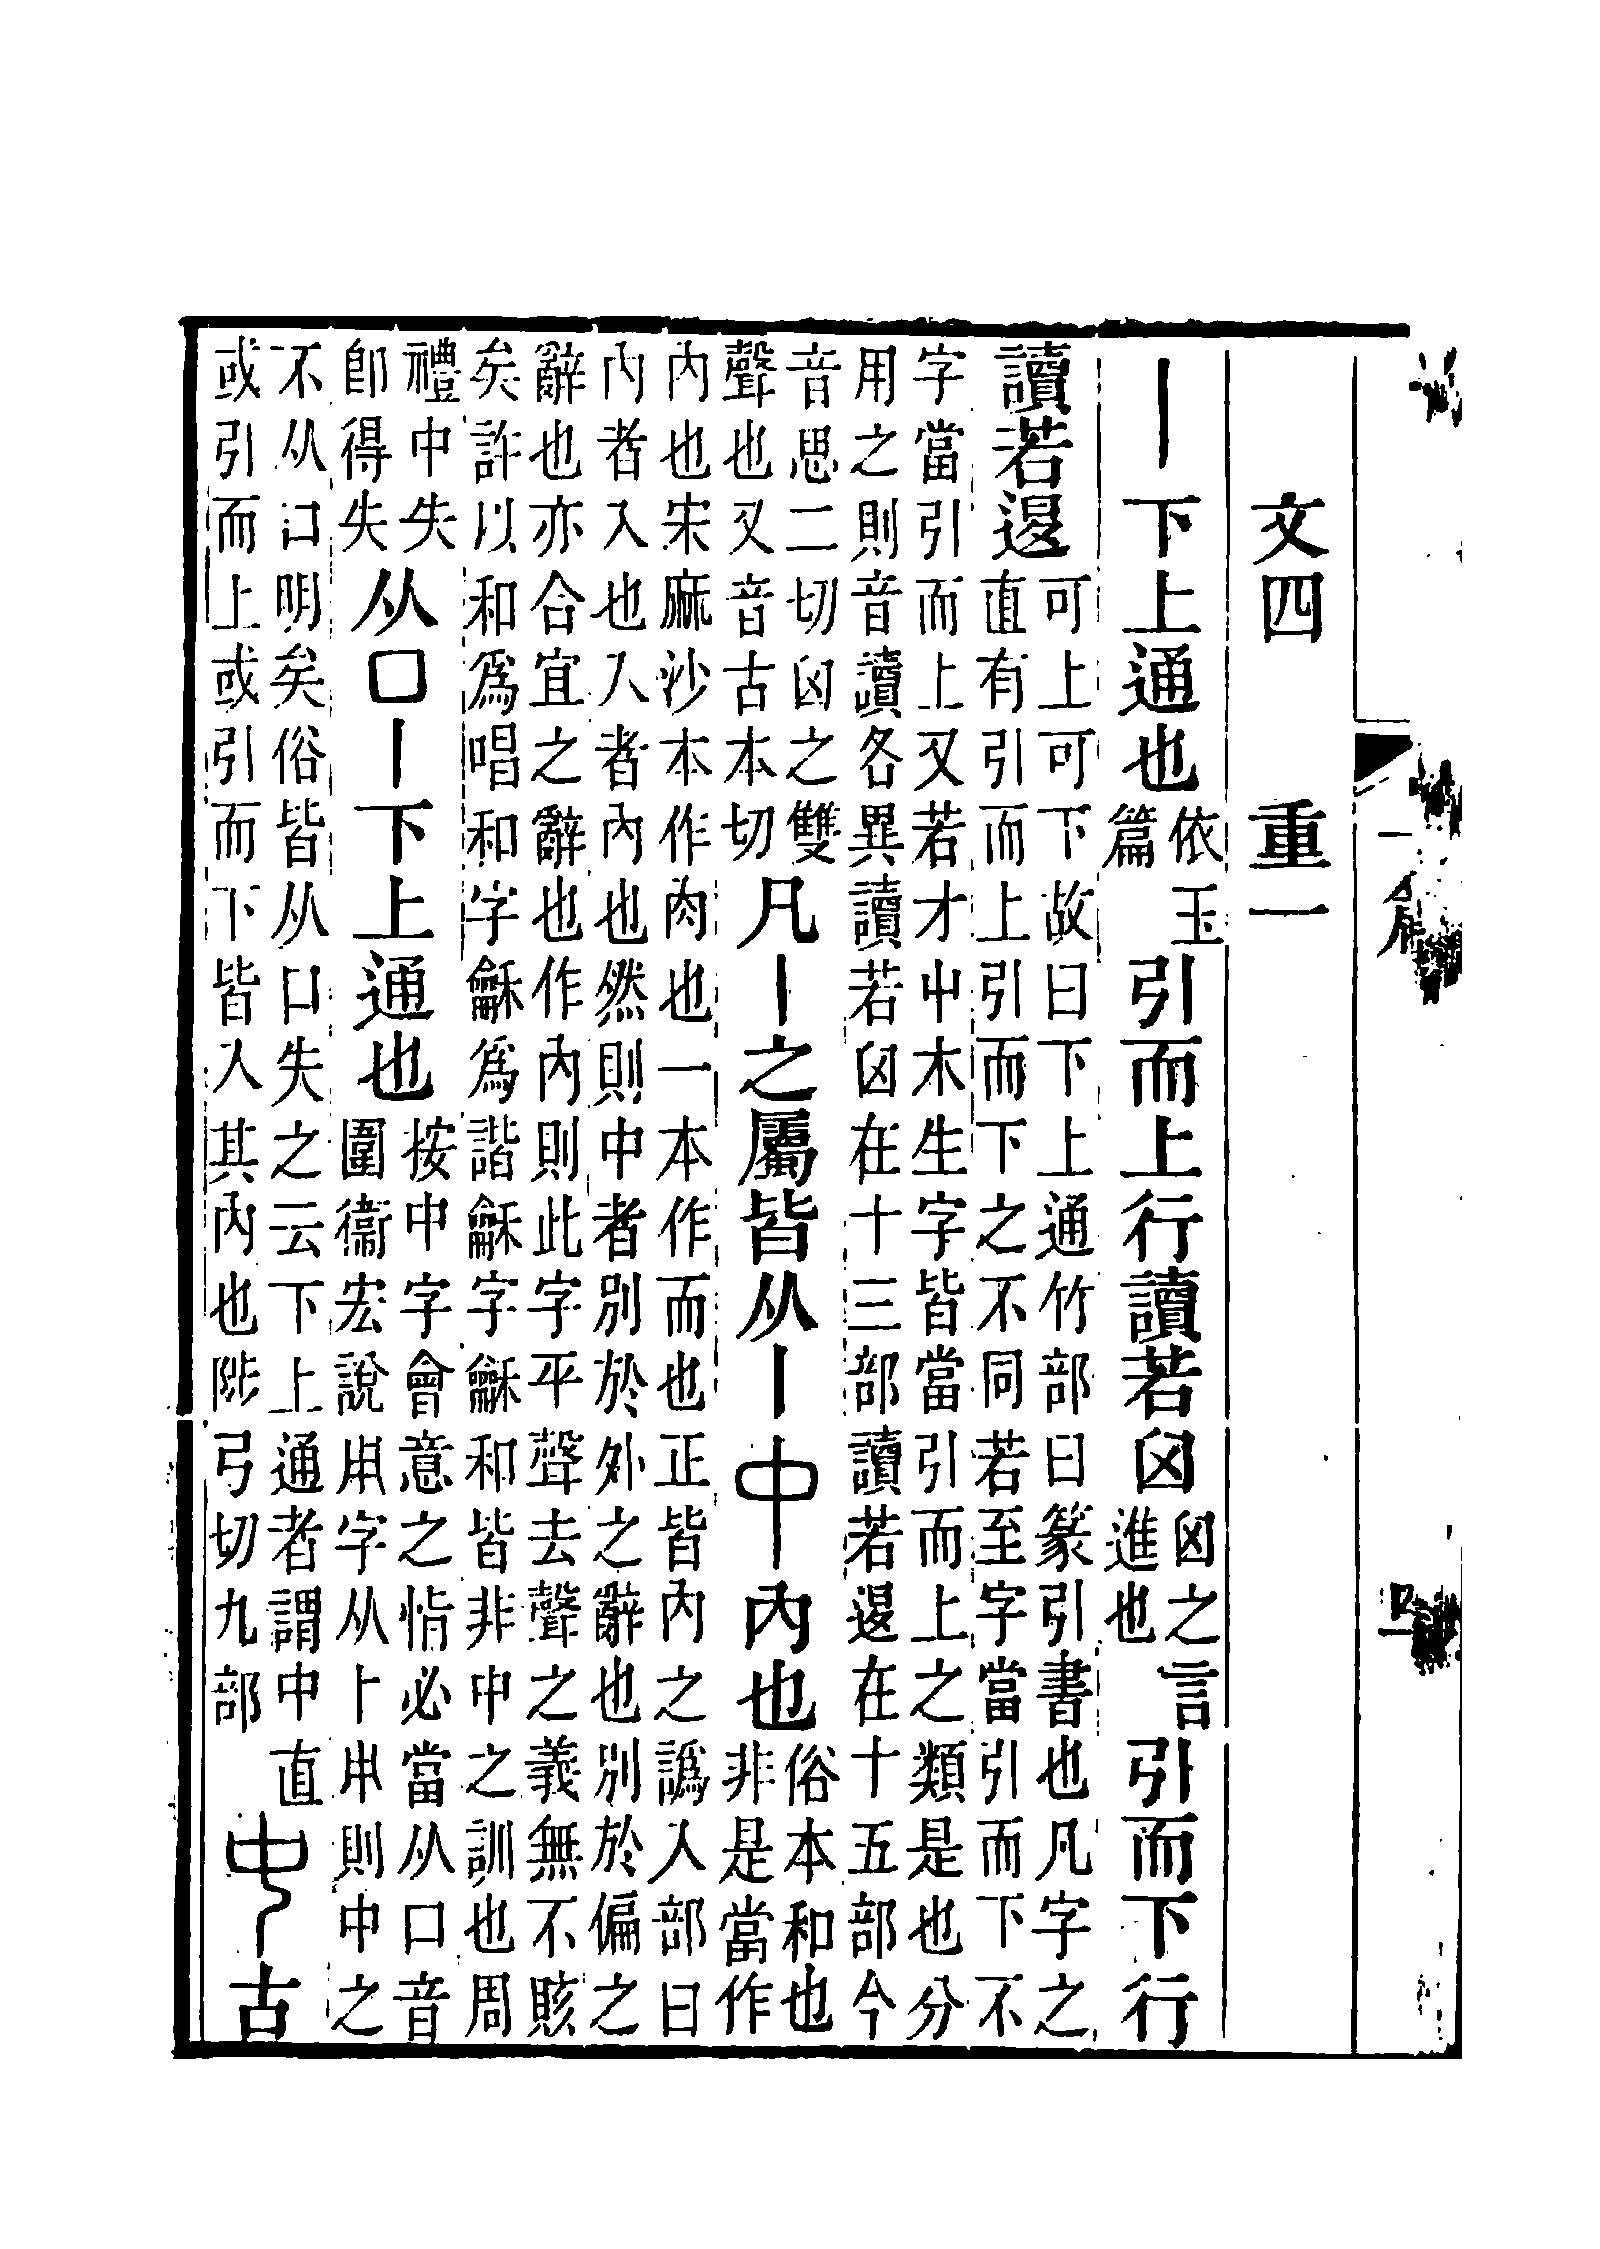 文四　重一
丨下上通也依玉
篇引而上行讀若囟囟之言
進也引而下行
讀若𨓤可上可下故曰下上通竹部曰篆引書也凡字之
直有引而上引而下之不同若至字當引而下不
字當引而上又若才屮木生字皆當引而上之類是也分
用之則音讀各異讀若囟在十三部讀若𨓤在十五部今
音思二切囟之雙
聲也又音古本切凡丨之屬皆从丨中內也俗本和也
非是當作
內也宋麻沙本作肉也一本作而也正皆內之譌入部曰
內者入也入者內也然則中者別於外之辭也別於偏之
辭也亦合宜之辭也作內則此字平聲去聲之義無不賅
矣許以和爲唱和字龢爲諧龢字龢和皆非中之訓也周
禮中失
卽得失从口丨下上通也按中字會意之恉必當从囗音
圍衞宏說𤰃字从卜𤰃則中之
不从口明矣俗皆从口失之云下上通者謂中直
或引而上或引而下皆入其內也陟弓切九部𠁧古